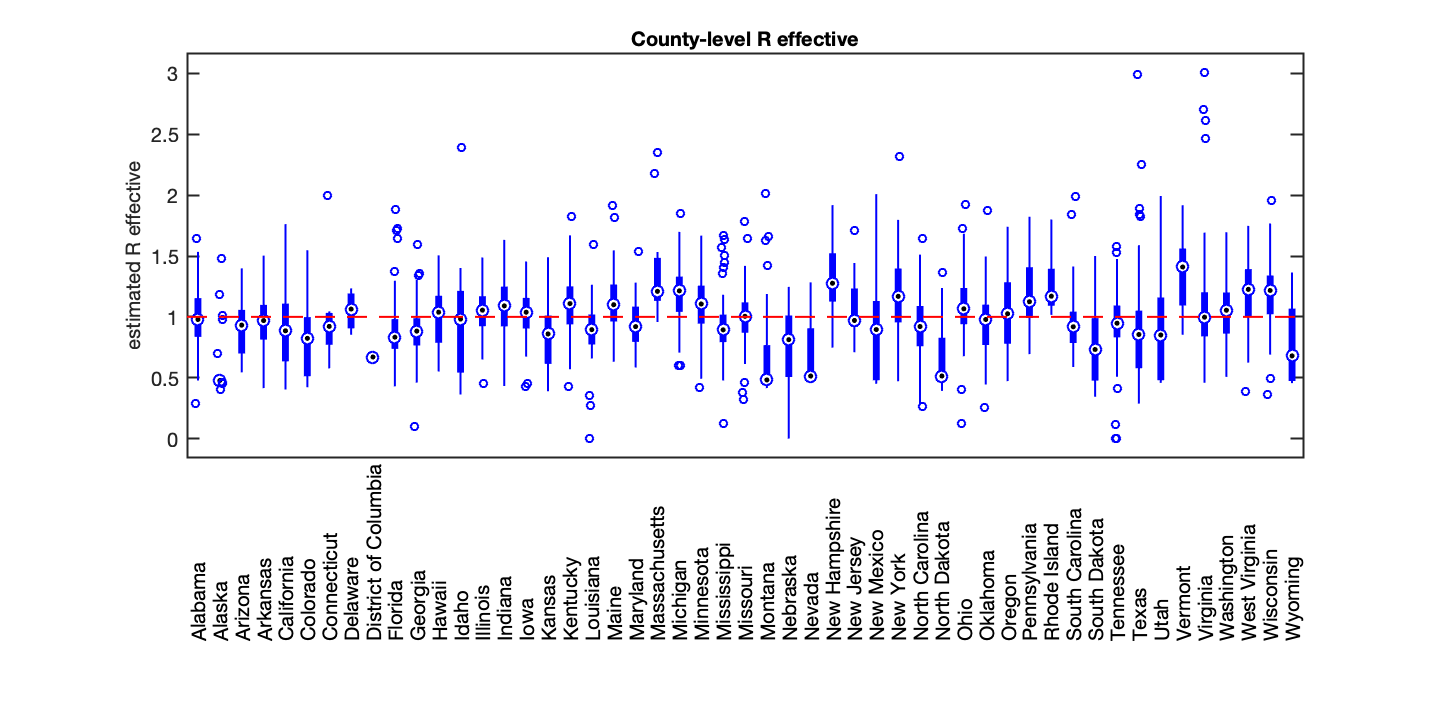 County-level R effective
estimated R effective
3
2.5
2
1.5
1
0.5
0
Alabama
Alaska
Arizona
Arkansas
California
Colorado
Connecticut
Delaware
District of Columbia
Florida
Georgia
Hawaii
Idaho
Illinois
Indiana
Iowa
Kansas
Kentucky
Louisiana
Maine
Maryland
Massachusetts
Michigan
Minnesota
Mississippi
Missouri
Montana
Nebraska
Nevada
New Hampshire
New Jersey
New Mexico
New York
North Carolina
North Dakota
Ohio
Oklahoma
Oregon
Pennsylvania
Rhode Island
South Carolina
South Dakota
Tennessee
Texas
Utah
Vermont
Virginia
Washington
West Virginia
Wisconsin
Wyoming